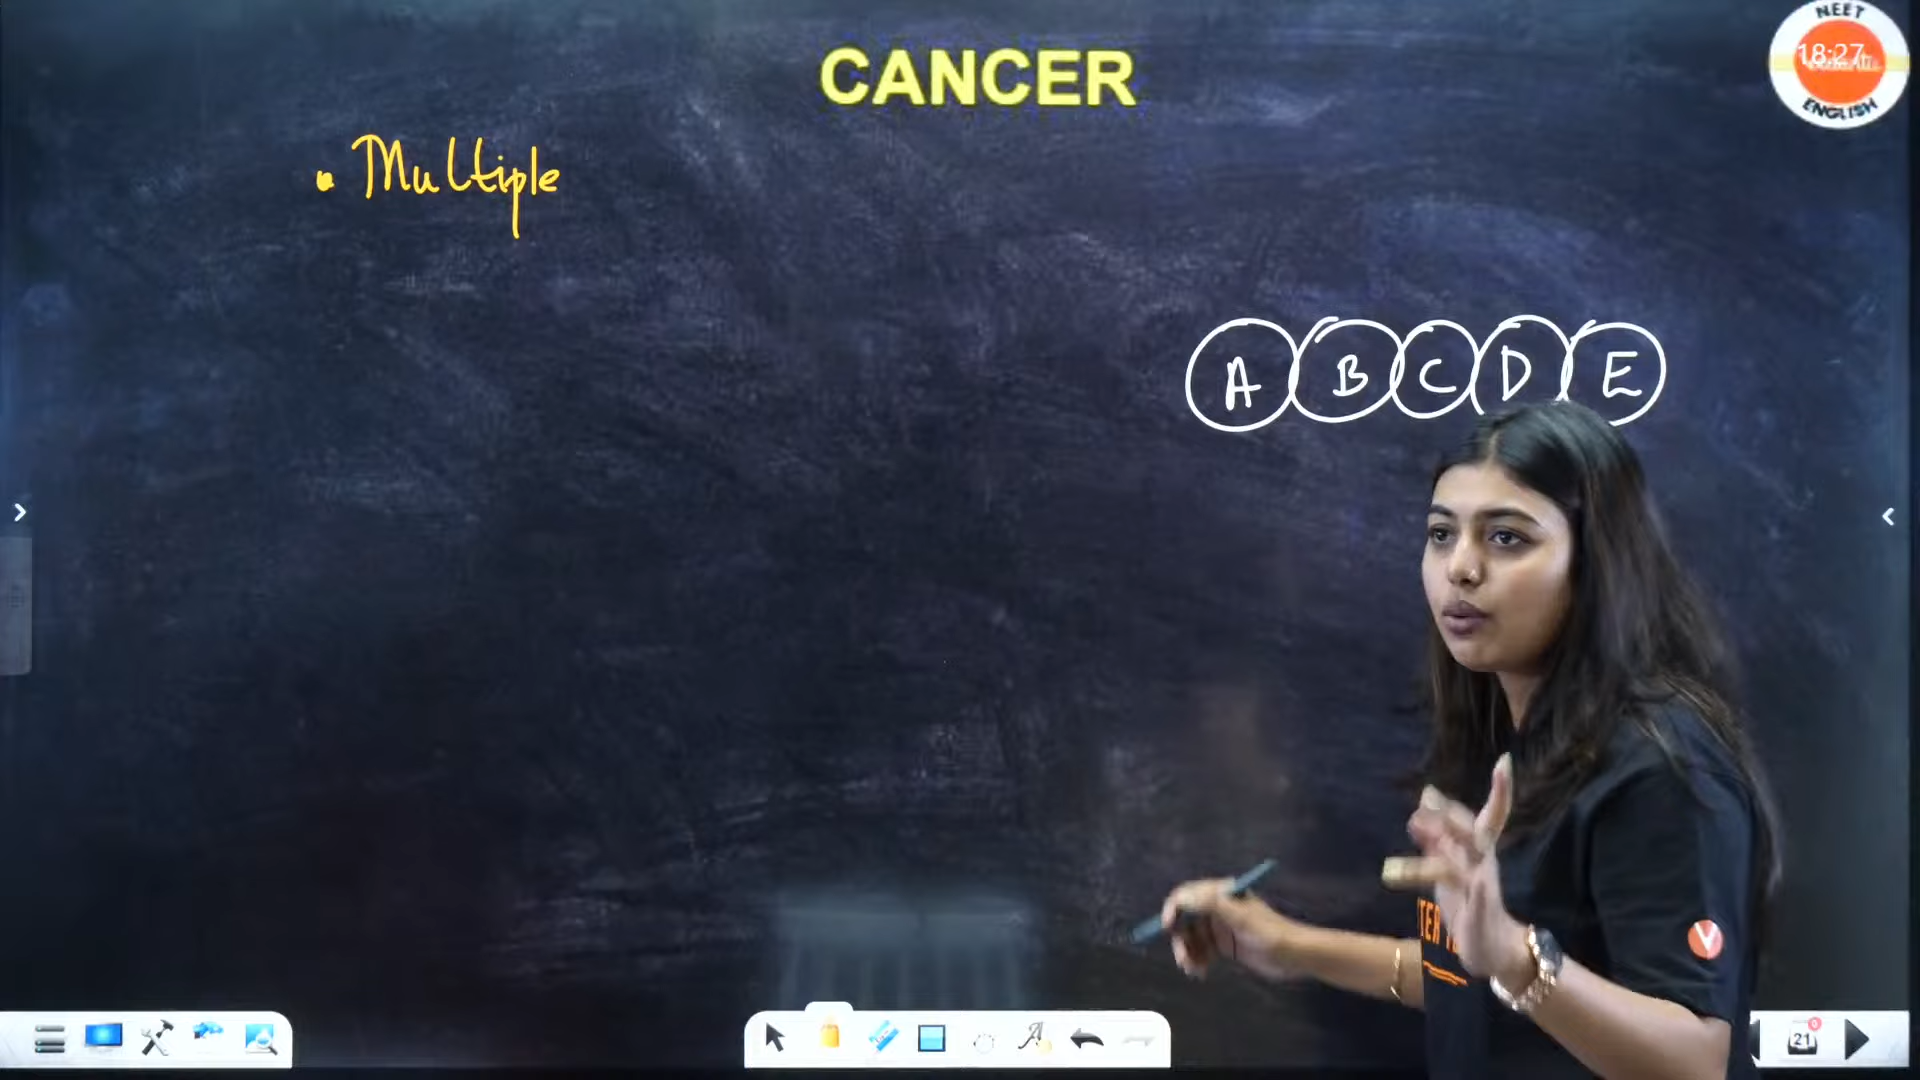 NEET
18:27
ENGLISH
CANCER
• Multiple
A B C D E
V
21